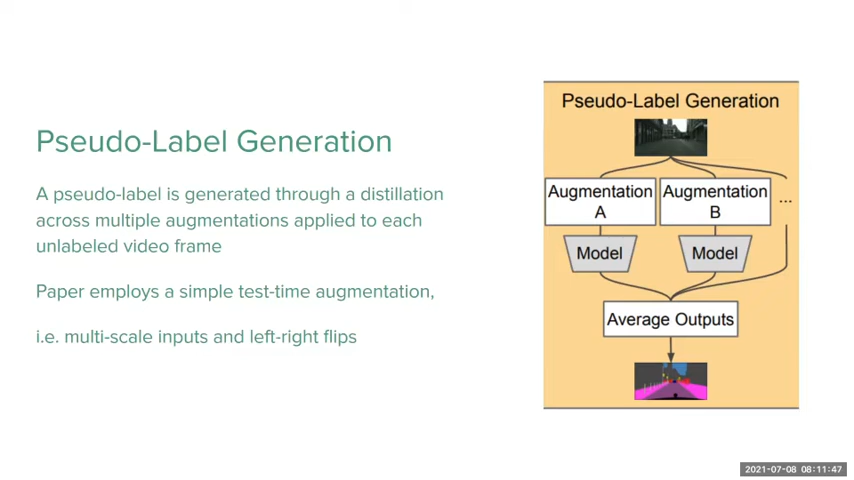 Pseudo-Label Generation
A pseudo-label is generated through a distillation
across multiple augmentations applied to each
unlabeled video frame
Paper employs a simple test-time augmentation,
i.e. multi-scale inputs and left-right flips
Pseudo-Label Generation
Augmentation A
Augmentation B
...
Model
Model
Average Outputs
2021-07-08 08:11:47